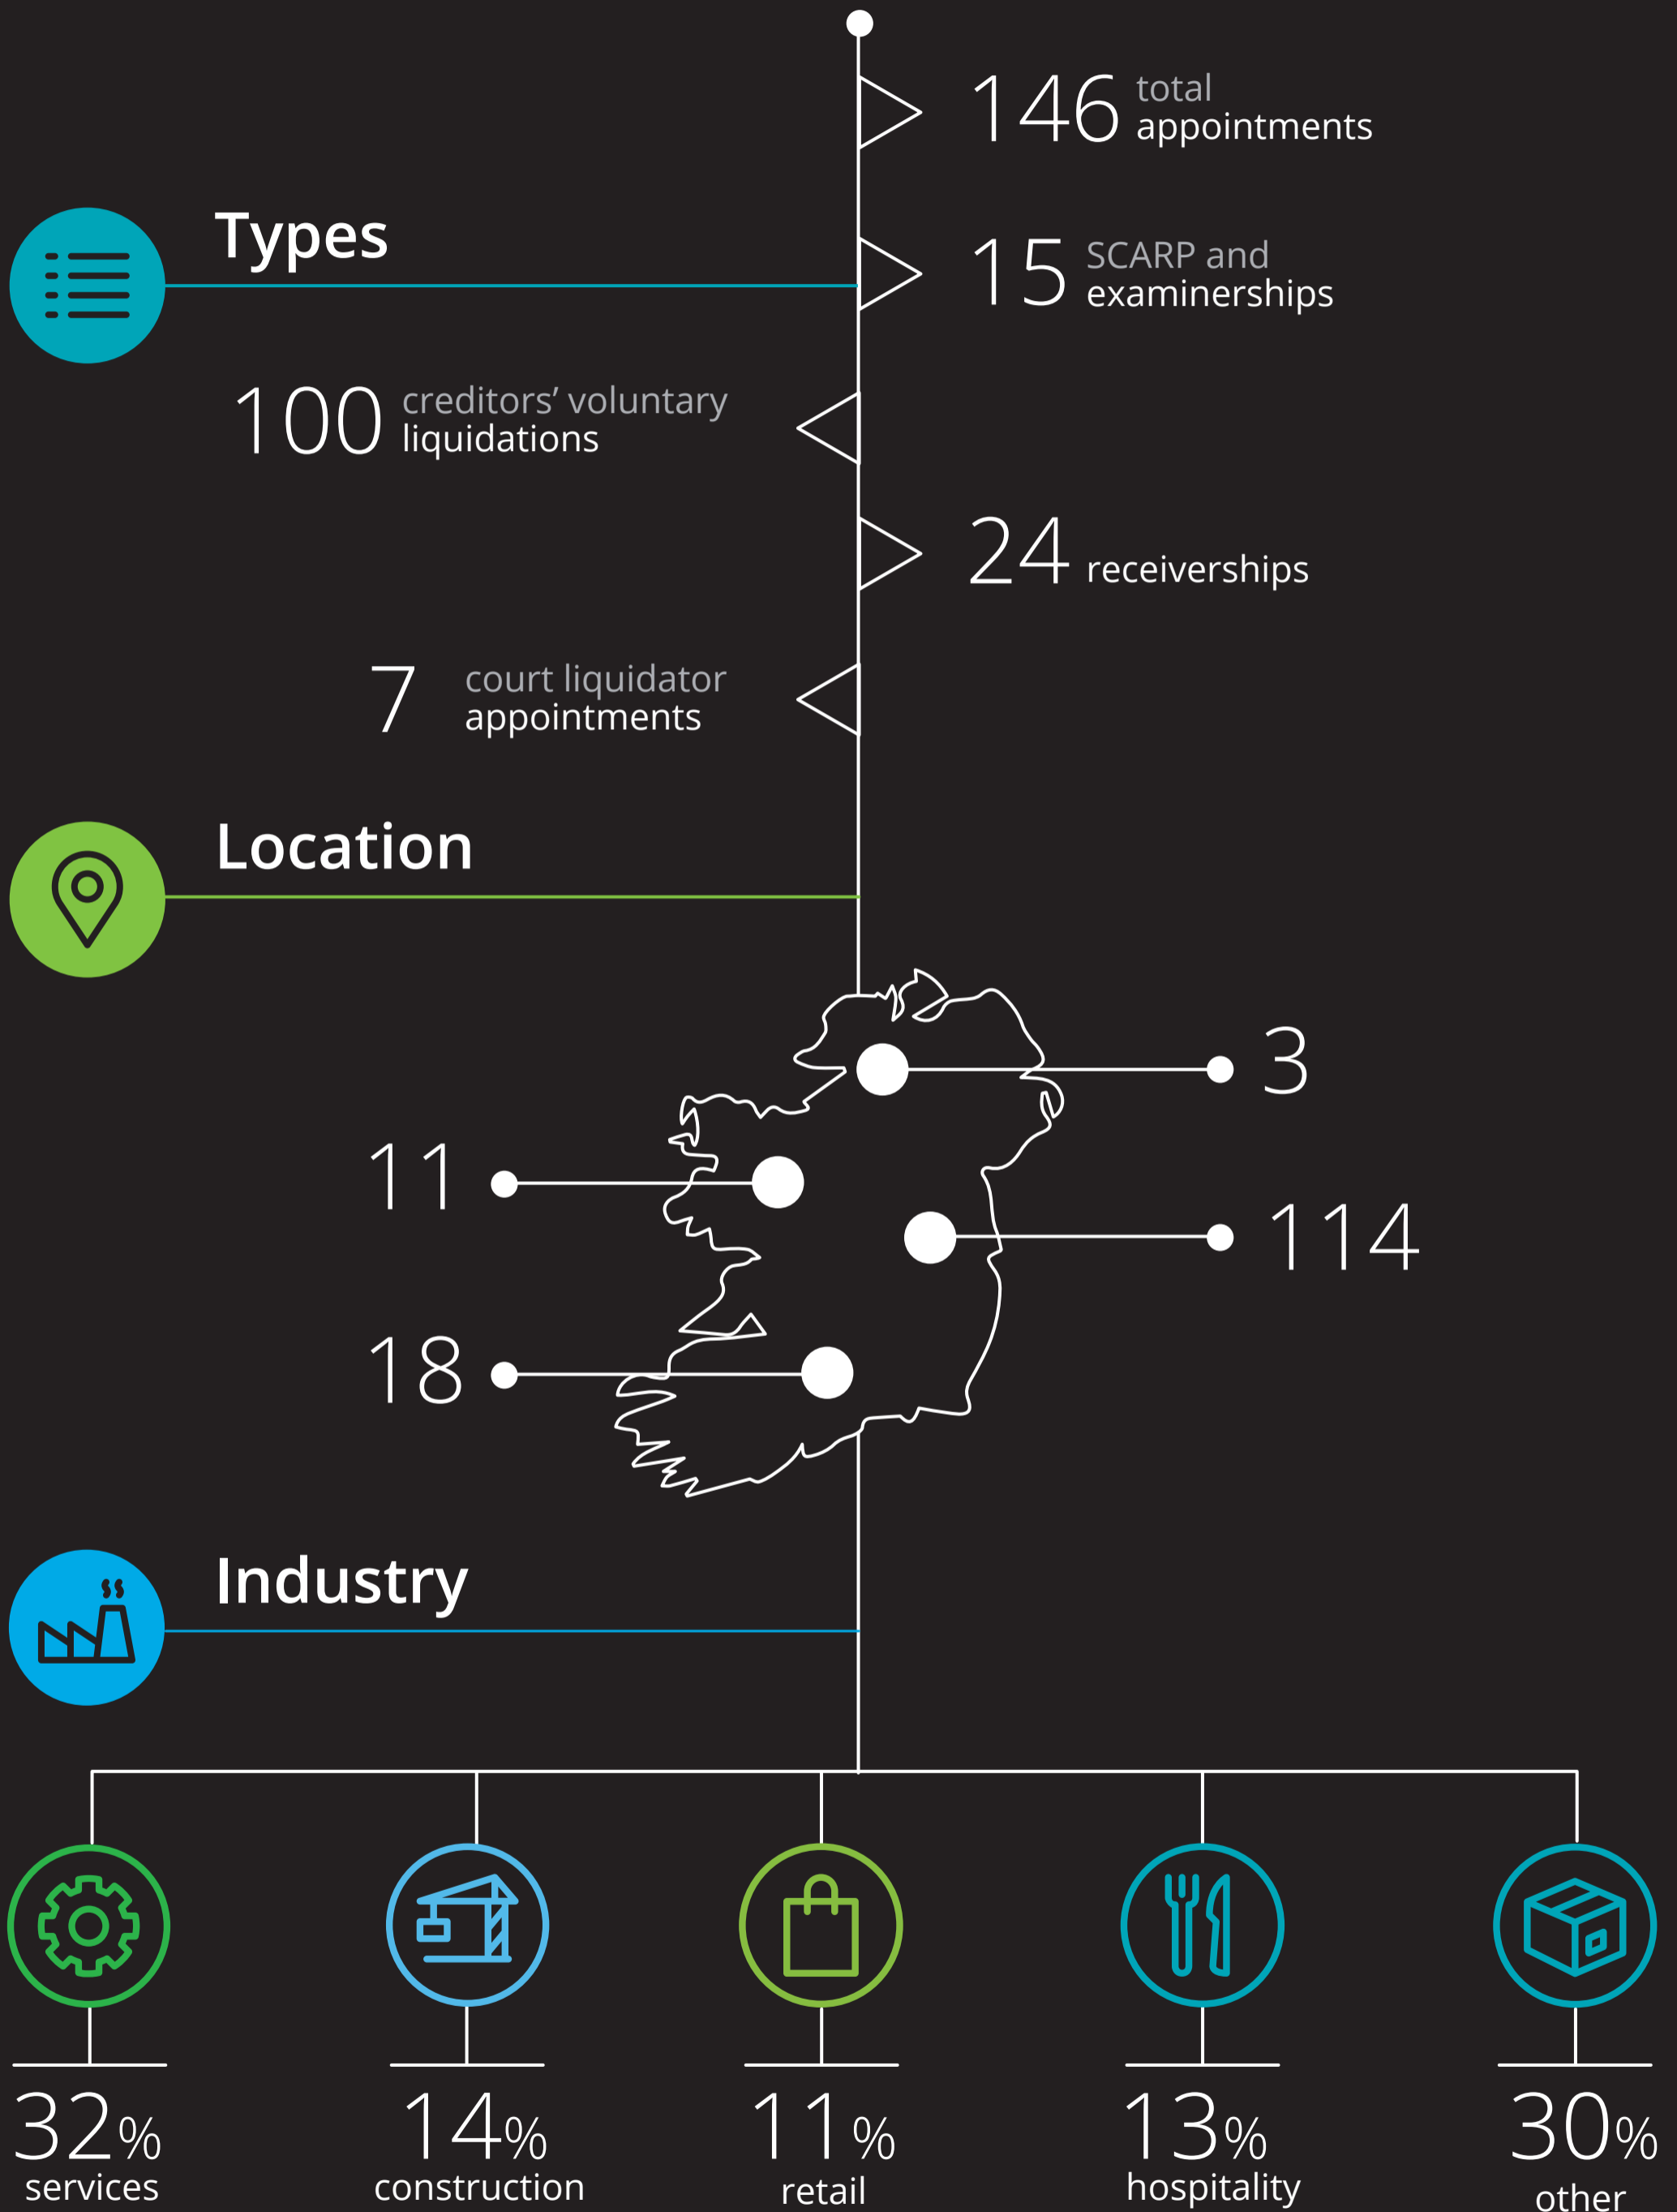 146 total
appointments
Types
15 SCARP and
examinerships
100 creditors’ voluntary
liquidations
24 receiverships
7 court liquidator
appointments
Location
3
11
114
18
Industry
32%
services
14%
construction
11%
retail
13%
hospitality
30%
other